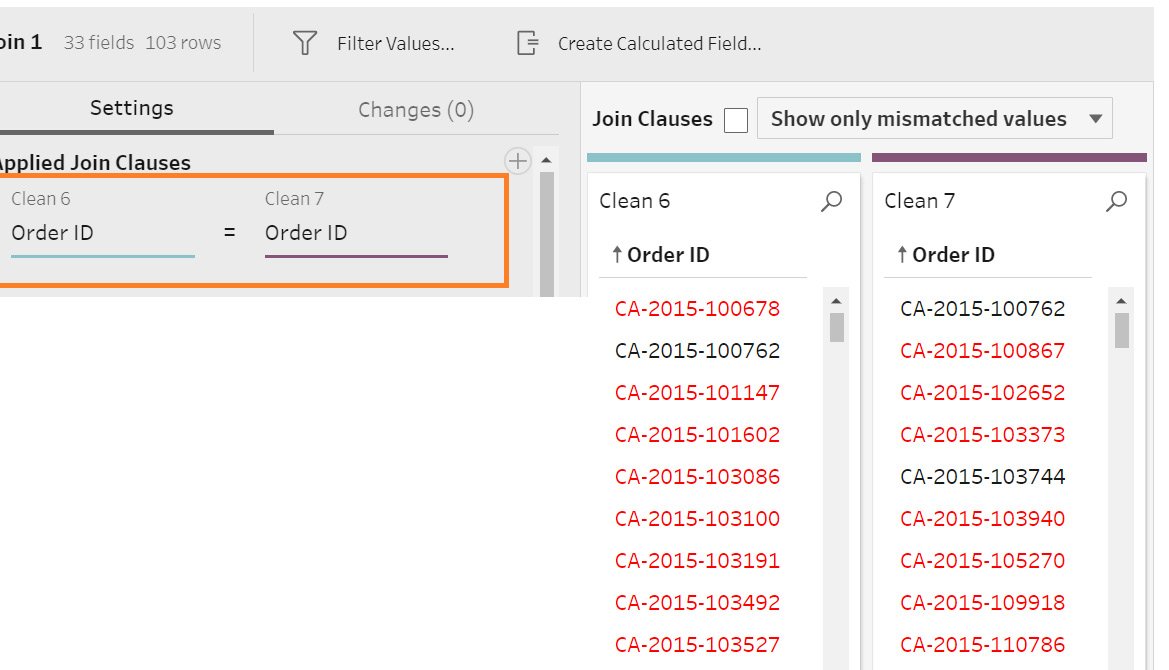 oin 1 33 fields 103 rows Filter Values... Create Calculated Field...
Settings Changes (0)
Applied Join Clauses
Clean 6 Clean 7
Order ID = Order ID
Join Clauses Show only mismatched values
Clean 6
Order ID
CA-2015-100678
CA-2015-100762
CA-2015-101147
CA-2015-101602
CA-2015-103086
CA-2015-103100
CA-2015-103191
CA-2015-103492
CA-2015-103527
Clean 7
Order ID
CA-2015-100762
CA-2015-100867
CA-2015-102652
CA-2015-103373
CA-2015-103744
CA-2015-103940
CA-2015-105270
CA-2015-109918
CA-2015-110786